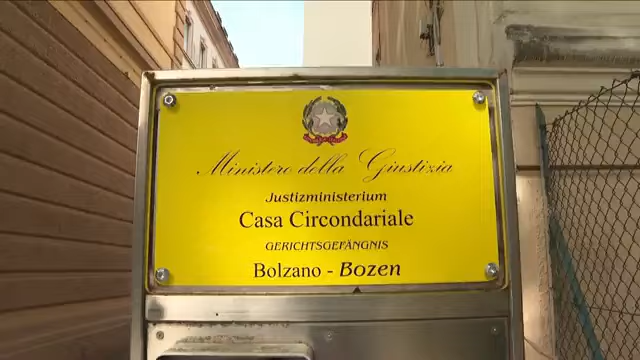 Ministero della Giustizia
Justizministerium
Casa Circondariale
GERICHTSGEFÄNGNIS
Bolzano - Bozen